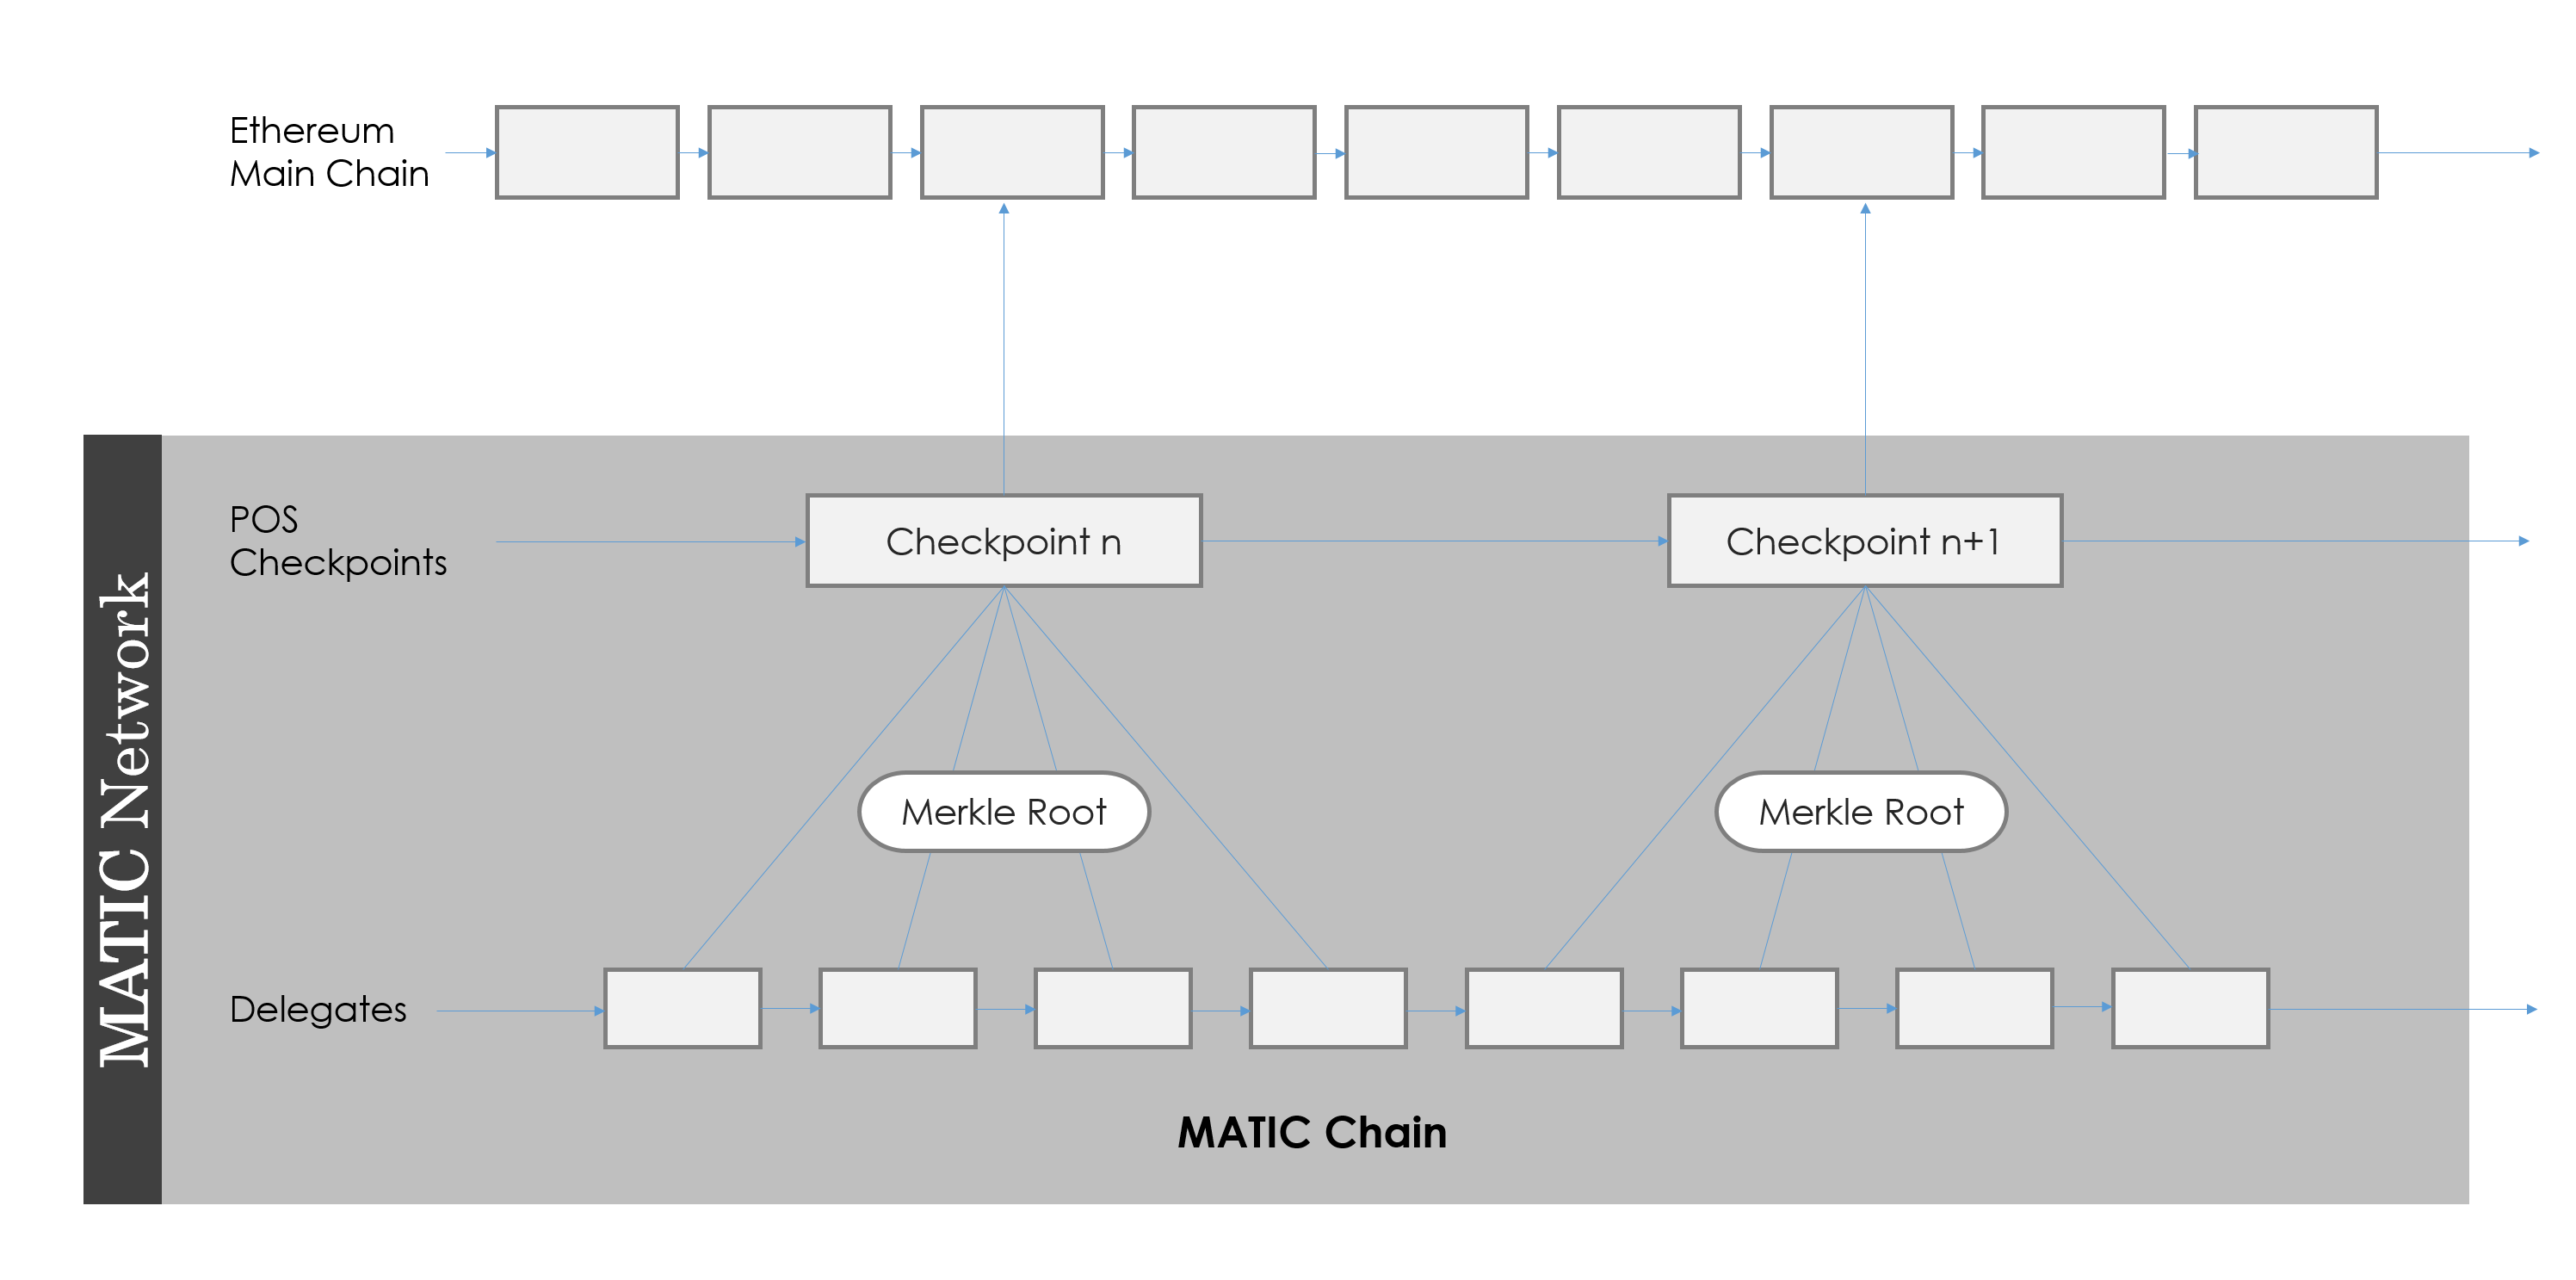 Ethereum
Main Chain
MATIC Network
POS
Checkpoints
Checkpoint n
Checkpoint n+1
Merkle Root
Merkle Root
Delegates
MATIC Chain